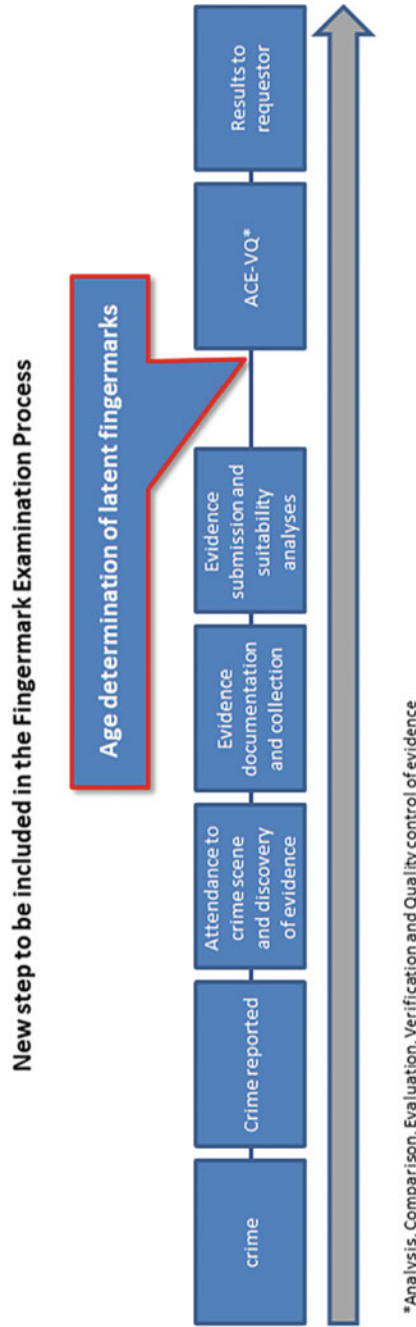 New step to be included in the Fingermark Examination Process
Age determination of latent fingermarks
crime
Crime reported
Attendance to
crime scene
and discovery
of evidence
Evidence
documentation
and collection
Evidence
submission and
suitability
analyses
ACE-VQ*
Results to
requestor
*Analysis, Comparison, Evaluation, Verification and Quality control of evidence